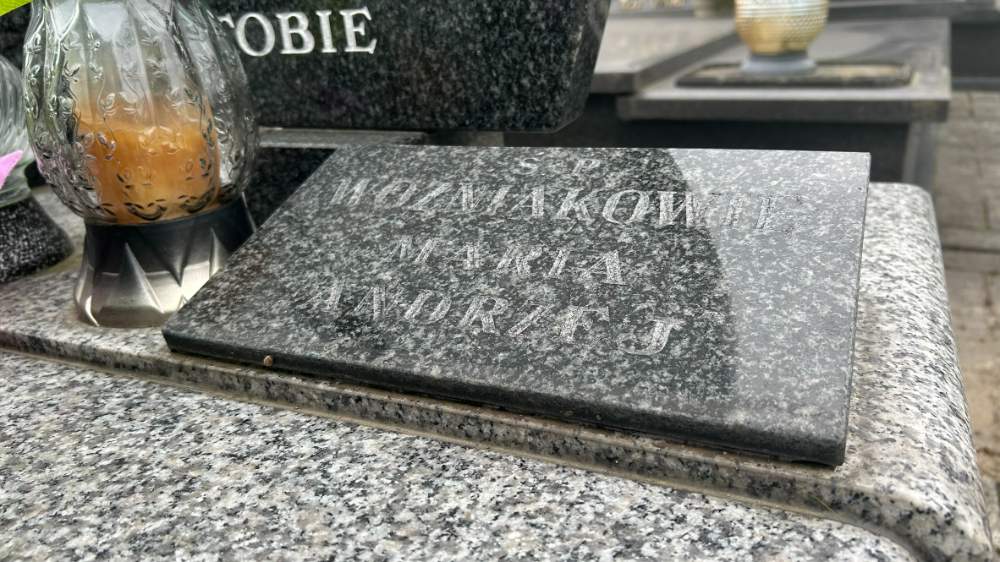 TOBIE
S P
WOŹNIAKOWIE
MARIA
ANDRZEJ